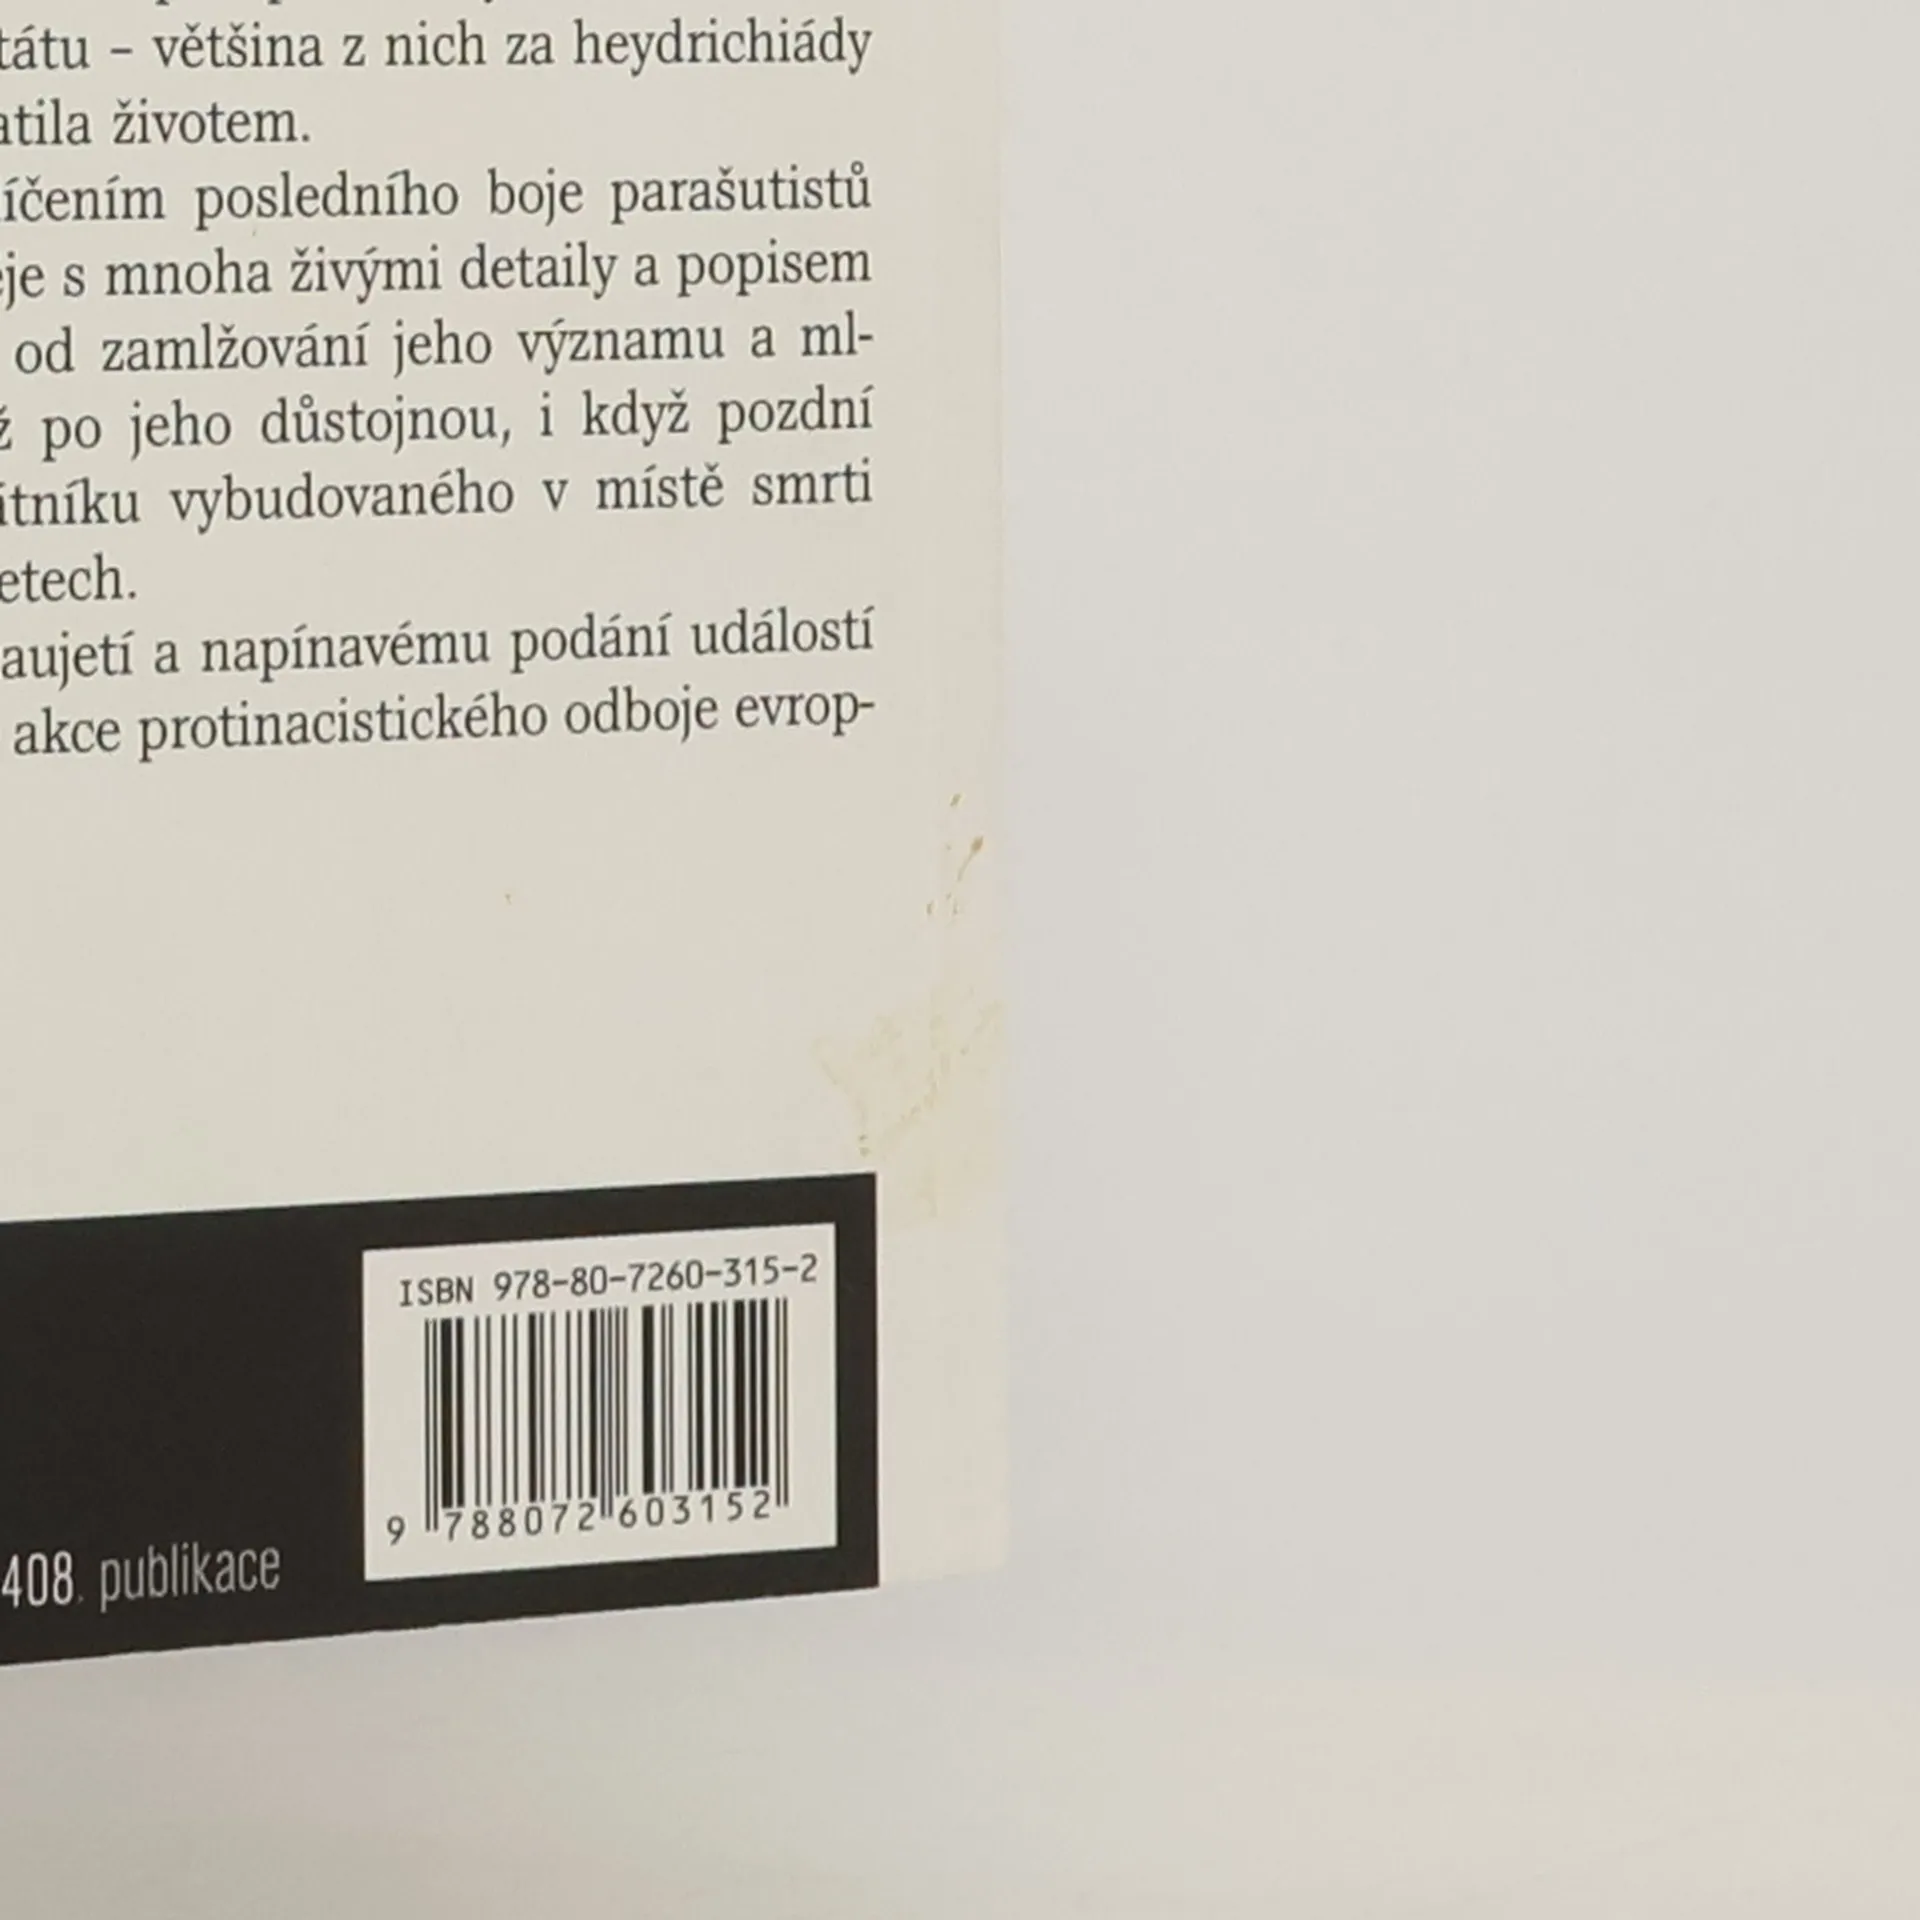 tátu – většina z nich za heydrichiády
atila životem.
íčením posledního boje parašutistů
eje s mnoha živými detaily a popisem
od zamlžování jeho významu a ml-
ž po jeho důstojnou, i když pozdní
ítníku vybudovaného v místě smrti
etech.
aujetí a napínavému podání událostí
akce protinacistického odboje evrop-
ISBN 978-80-7260-315-2
9 788072 603152
408. publikace